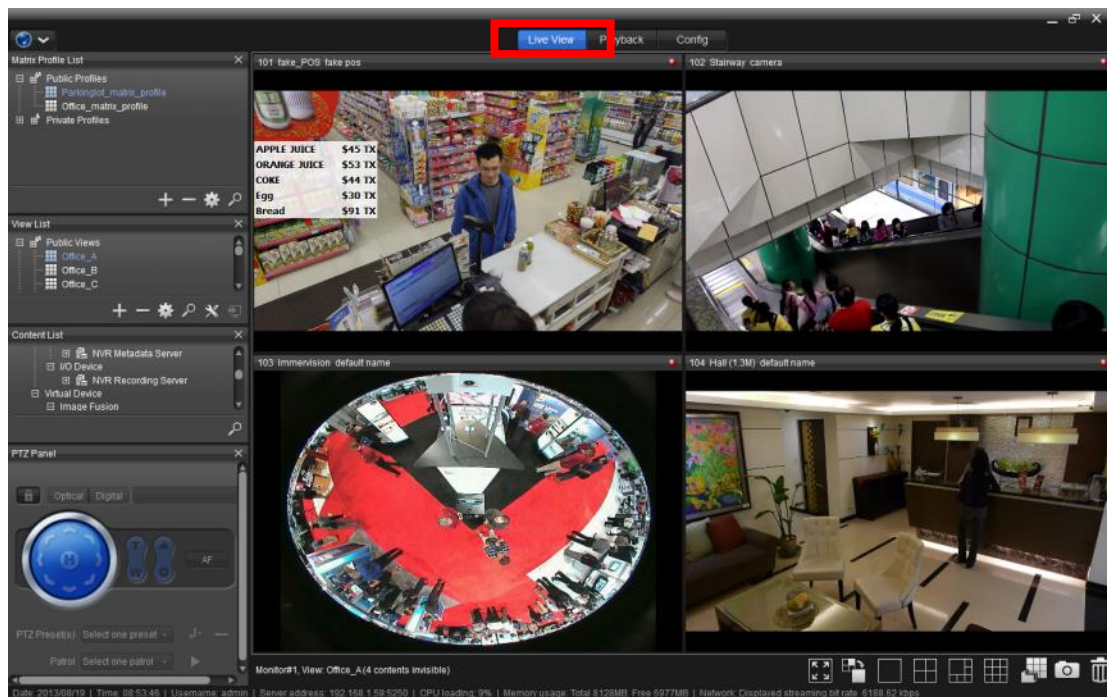 Live View Playback Config
Matrix Profile List
Public Profiles
Parkinglot_matrix_profile
Office_matrix_profile
Private Profiles
View List
Public Views
Office_A
Office_B
Office_C
Content List
NVR Metadata Server
I/O Device
NVR Recording Server
Virtual Device
Image Fusion
PTZ Panel
Optical Digital
H
T
W
AF
PTZ Preset(s) Select one preset
Patrol Select one patrol
101 fake_POS fake pos
APPLE JUICE $45 TX
ORANGE JUICE $53 TX
COKE $44 TX
Egg $30 TX
Bread $91 TX
102 Stairway camera
103 Immervision default name
104 Hall (1.3M) default name
Monitor#1, View: Office_A (4 contents invisible)
Date: 2013/08/19 | Time: 08:53:46 | Username: admin | Server address: 192.168.1.59:5250 | CPU loading: 9% | Memory usage: Total 8128MB Free 6977MB | Network: Displayed streaming bit rate 6188.62 kbps